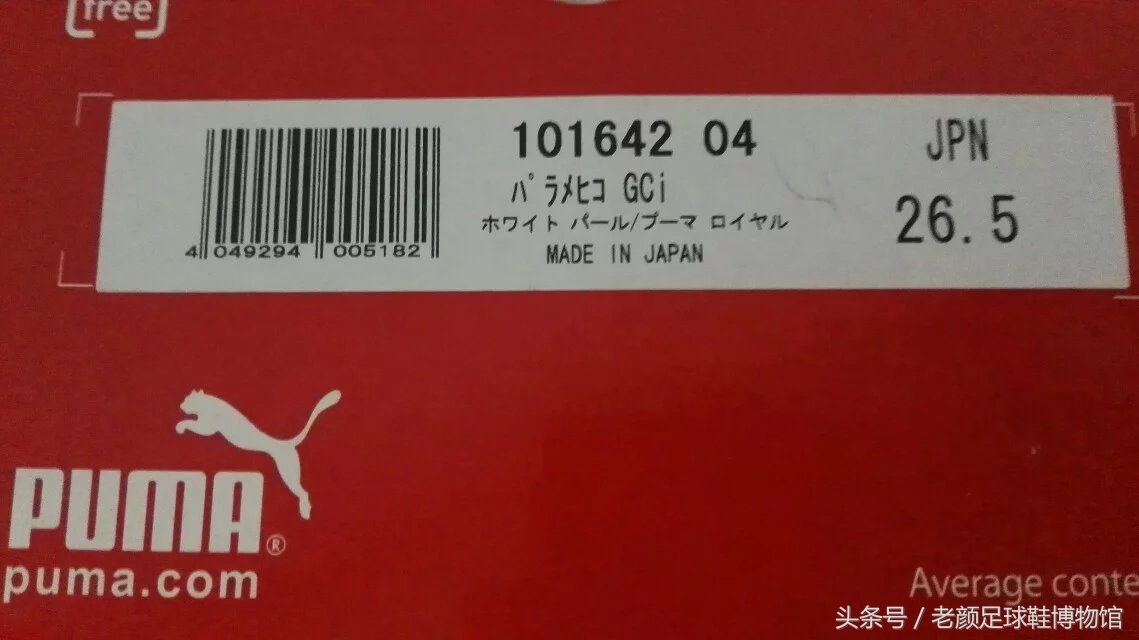 free
101642 04
パラメヒコ GCi
ホワイト パール/プーマ ロイヤル
MADE IN JAPAN
4 049294 005182
JPN
26.5
PUMA®
puma.com
Average conte
头条号 / 老颜足球鞋博物馆